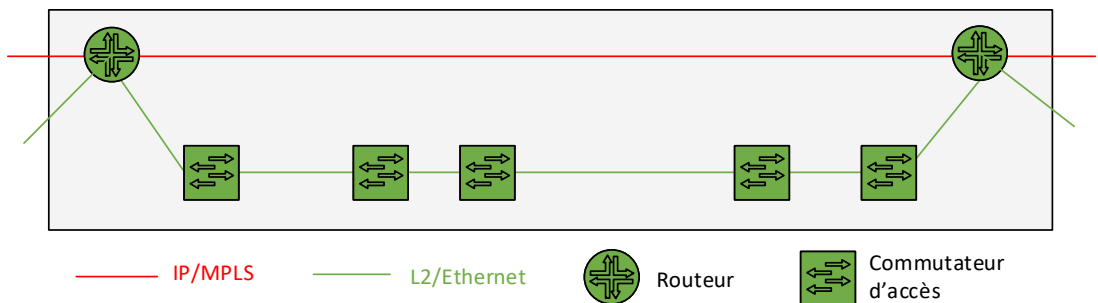 IP/MPLS
L2/Ethernet
Routeur
Commutateur
d'accès